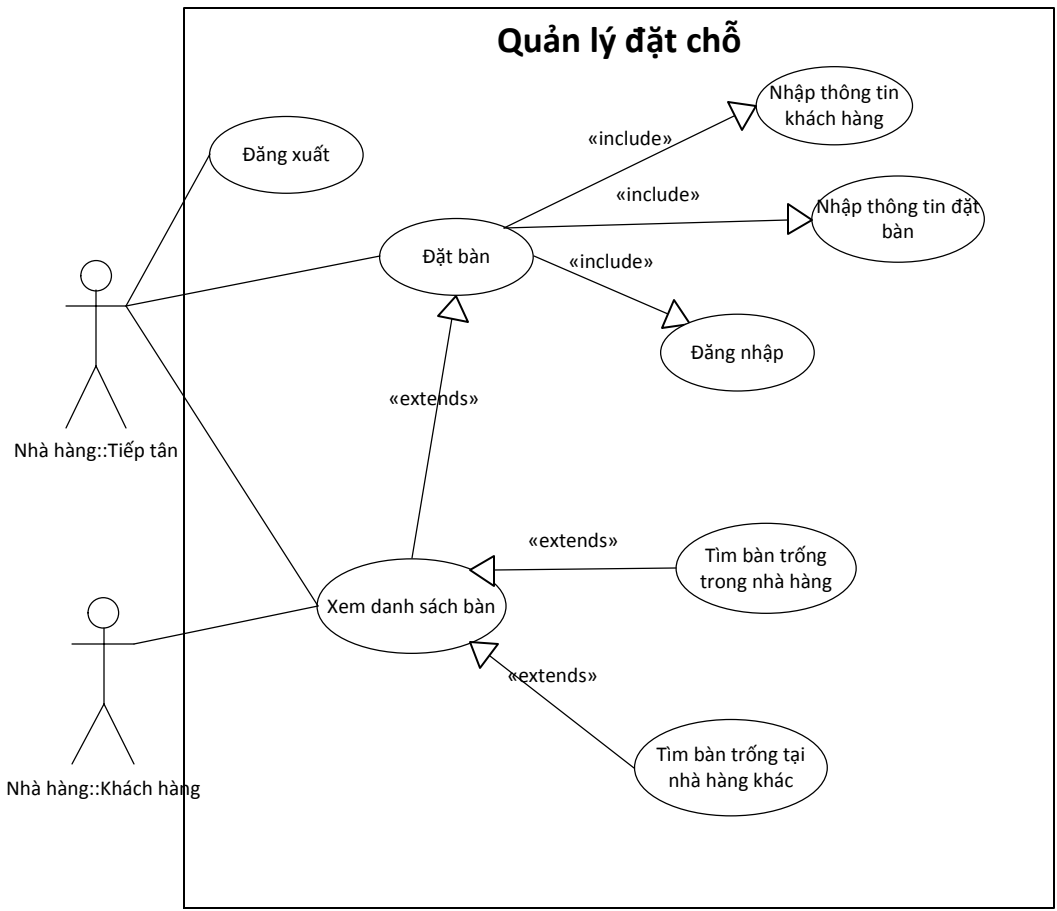 Quản lý đặt chỗ
Nhập thông tin
khách hàng
«include»
Đăng xuất
«include»
Nhập thông tin đặt
bàn
Đặt bàn
«include»
Đăng nhập
«extends»
Nhà hàng::Tiếp tân
«extends»
Tìm bàn trống
trong nhà hàng
Xem danh sách bàn
«extends»
Tìm bàn trống tại
nhà hàng khác
Nhà hàng::Khách hàng